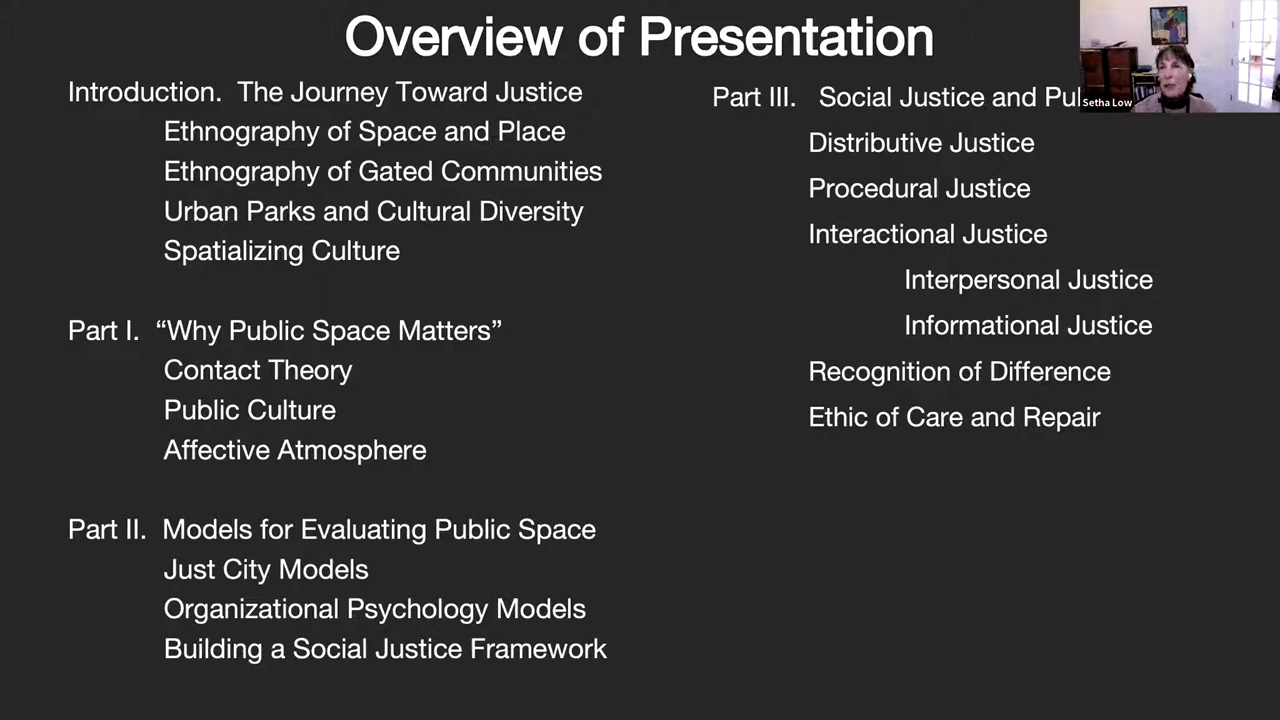 Overview of Presentation
Introduction. The Journey Toward Justice
Ethnography of Space and Place
Ethnography of Gated Communities
Urban Parks and Cultural Diversity
Spatializing Culture
Part I. “Why Public Space Matters”
Contact Theory
Public Culture
Affective Atmosphere
Part II. Models for Evaluating Public Space
Just City Models
Organizational Psychology Models
Building a Social Justice Framework
Part III. Social Justice and
Distributive Justice
Procedural Justice
Interactional Justice
Interpersonal Justice
Informational Justice
Recognition of Difference
Ethic of Care and Repair
Setha Low